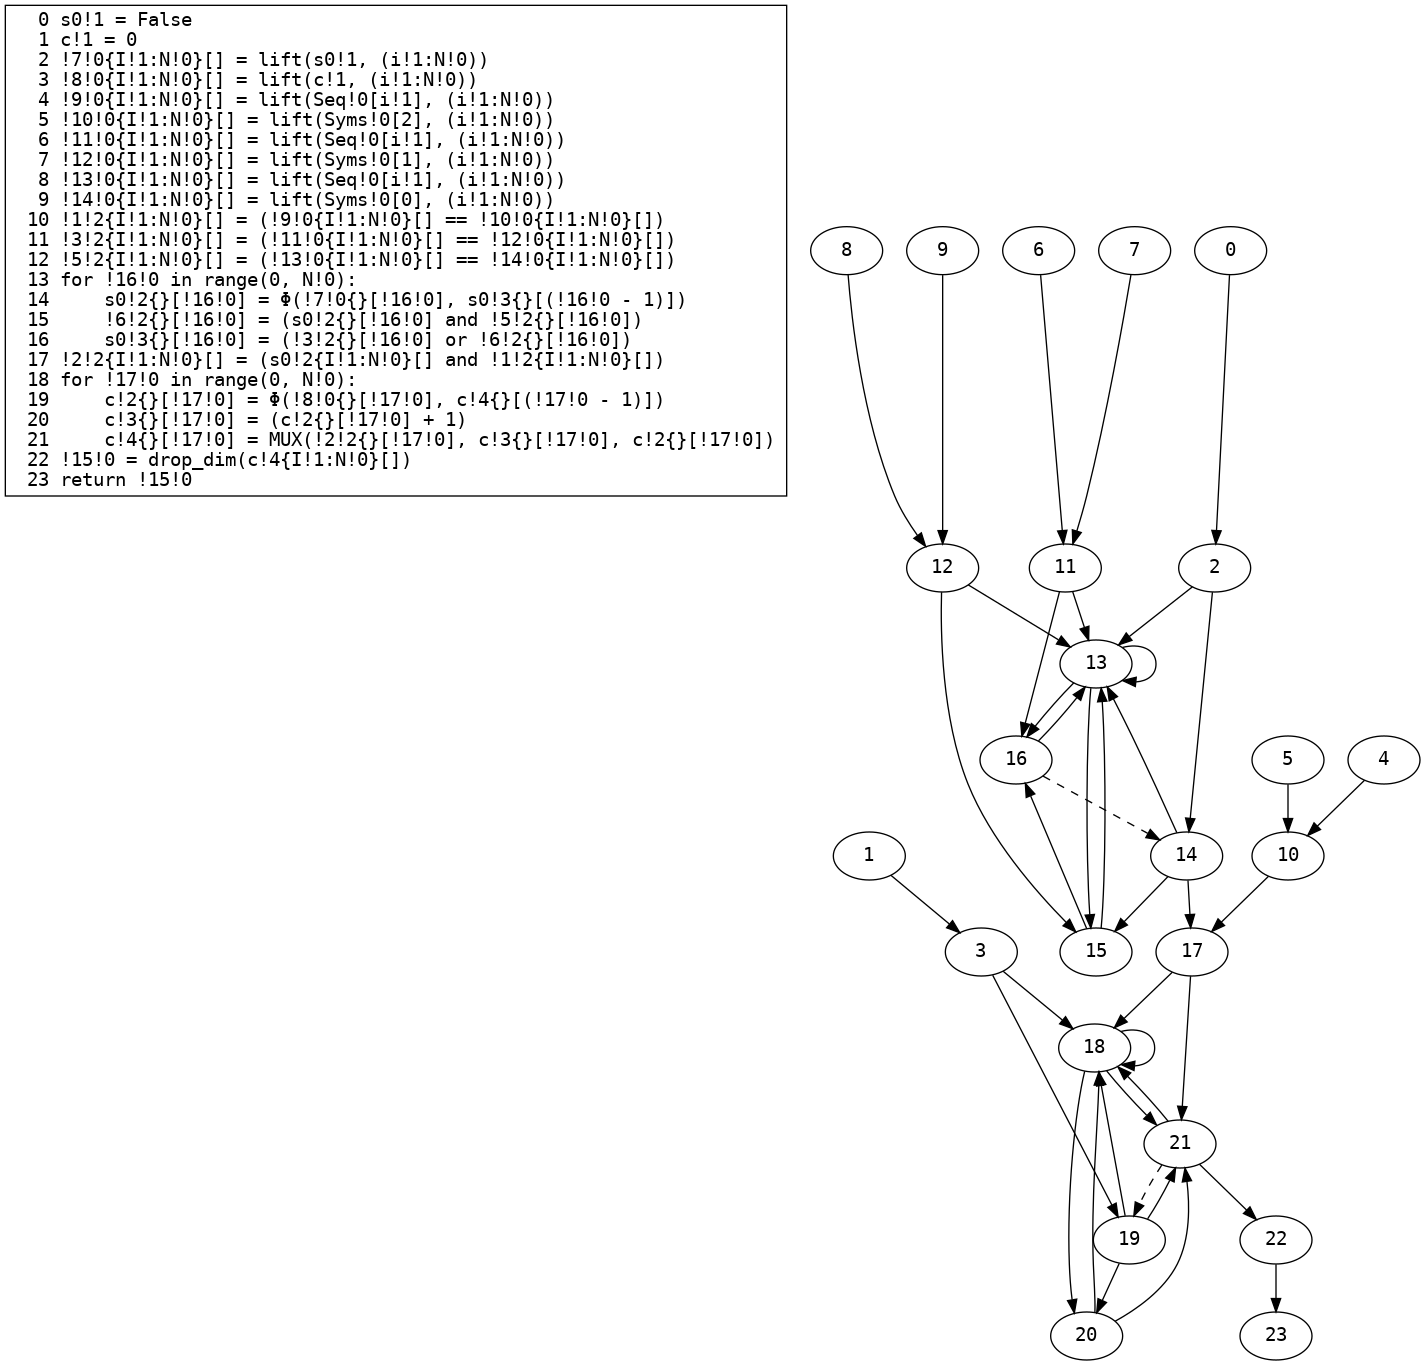 0 s0!1 = False
1 c!1 = 0
2 !7!0{I!1:N!0}[] = lift(s0!1, (i!1:N!0))
3 !8!0{I!1:N!0}[] = lift(c!1, (i!1:N!0))
4 !9!0{I!1:N!0}[] = lift(Seq!0[i!1], (i!1:N!0))
5 !10!0{I!1:N!0}[] = lift(Syms!0[2], (i!1:N!0))
6 !11!0{I!1:N!0}[] = lift(Seq!0[i!1], (i!1:N!0))
7 !12!0{I!1:N!0}[] = lift(Syms!0[1], (i!1:N!0))
8 !13!0{I!1:N!0}[] = lift(Seq!0[i!1], (i!1:N!0))
9 !14!0{I!1:N!0}[] = lift(Syms!0[0], (i!1:N!0))
10 !1!2{I!1:N!0}[] = (!9!0{I!1:N!0}[] == !10!0{I!1:N!0}[])
11 !3!2{I!1:N!0}[] = (!11!0{I!1:N!0}[] == !12!0{I!1:N!0}[])
12 !5!2{I!1:N!0}[] = (!13!0{I!1:N!0}[] == !14!0{I!1:N!0}[])
13 for !16!0 in range(0, N!0):
14     s0!2{}[!16!0] = Φ(!7!0{}[!16!0], s0!3{}[(!16!0 - 1)])
15     !6!2{}[!16!0] = (s0!2{}[!16!0] and !5!2{}[!16!0])
16     s0!3{}[!16!0] = (!3!2{}[!16!0] or !6!2{}[!16!0])
17 !2!2{I!1:N!0}[] = (s0!2{I!1:N!0}[] and !1!2{I!1:N!0}[])
18 for !17!0 in range(0, N!0):
19     c!2{}[!17!0] = Φ(!8!0{}[!17!0], c!4{}[(!17!0 - 1)])
20     c!3{}[!17!0] = (c!2{}[!17!0] + 1)
21     c!4{}[!17!0] = MUX(!2!2{}[!17!0], c!3{}[!17!0], c!2{}[!17!0])
22 !15!0 = drop_dim(c!4{I!1:N!0}[])
23 return !15!0
8 9 6 7 0
12 11 2
13
16 5 4
1 14 10
3 15 17
18
21
19 22
20 23